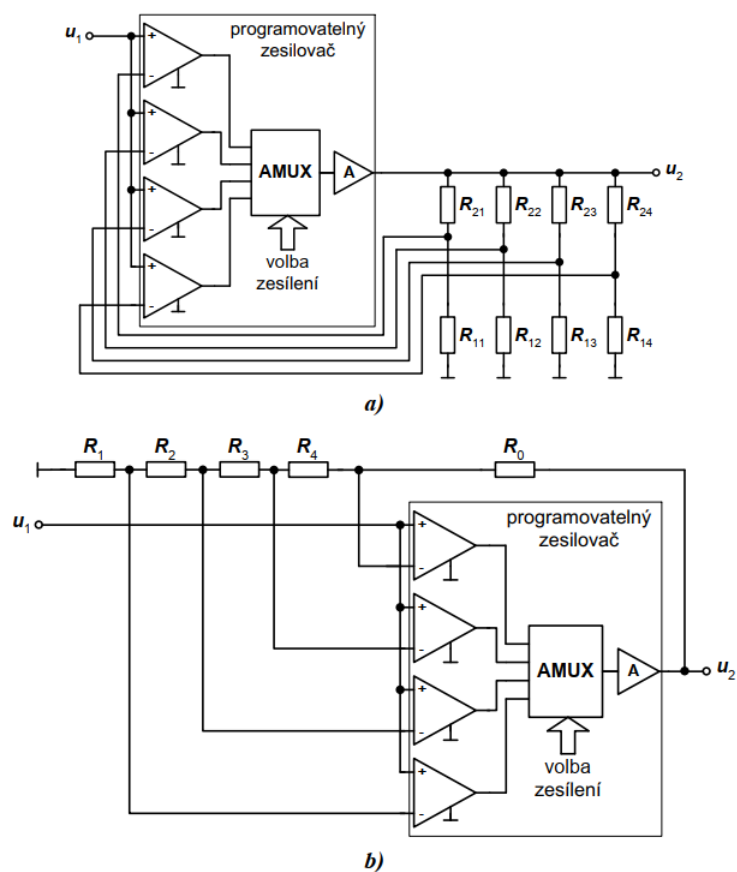 programovatelný
zesilovač
u1
+
-
+
-
+
-
+
-
AMUX
A
u2
R21
R22
R23
R24
volba
zesílení
R11
R12
R13
R14
a)
R1
R2
R3
R4
R0
programovatelný
zesilovač
u1
+
-
+
-
+
-
+
-
AMUX
A
u2
volba
zesílení
b)